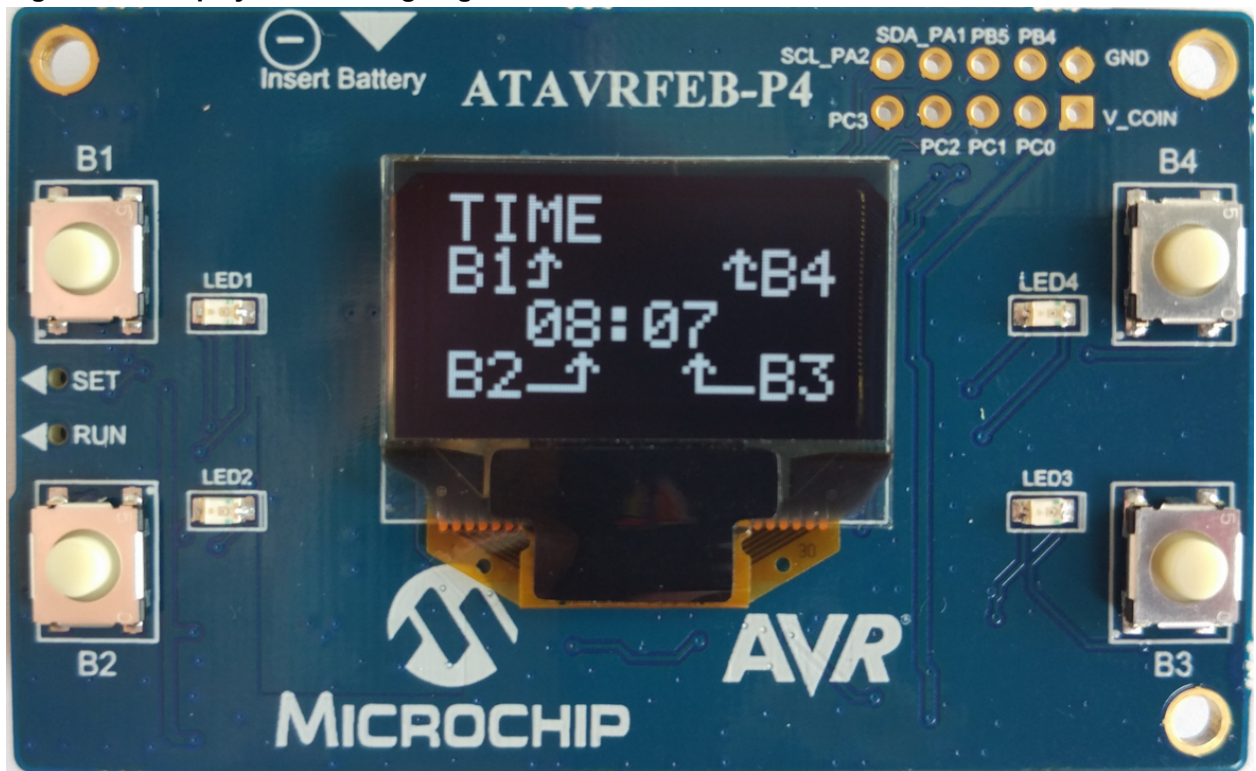 Insert Battery
ATAVRFEB-P4
SCL_PA2 SDA_PA1 PB5 PB4 GND
PC3 V_COIN
PC2 PC1 PC0
B1
B4
LED1
LED4
TIME
B1 B4
08:07
B2 B3
SET
RUN
LED2
LED3
B2
B3
30
AVR®
MICROCHIP